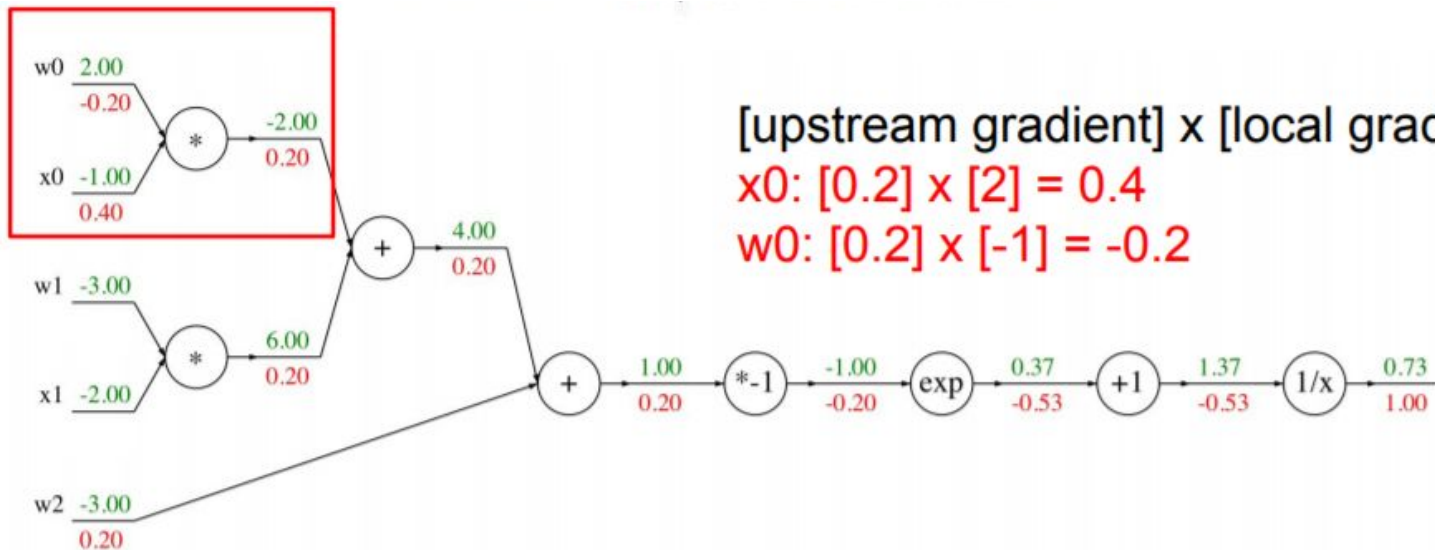 w0 2.00
-0.20
* -2.00
0.20
x0 -1.00
0.40
[upstream gradient] x [local grad
x0: [0.2] x [2] = 0.4
w0: [0.2] x [-1] = -0.2
+ 4.00
0.20
w1 -3.00
* 6.00
0.20
x1 -2.00
+ 1.00 *-1 -1.00 exp 0.37 +1 1.37 1/x 0.73
0.20 -0.20 -0.53 -0.53 1.00
w2 -3.00
0.20